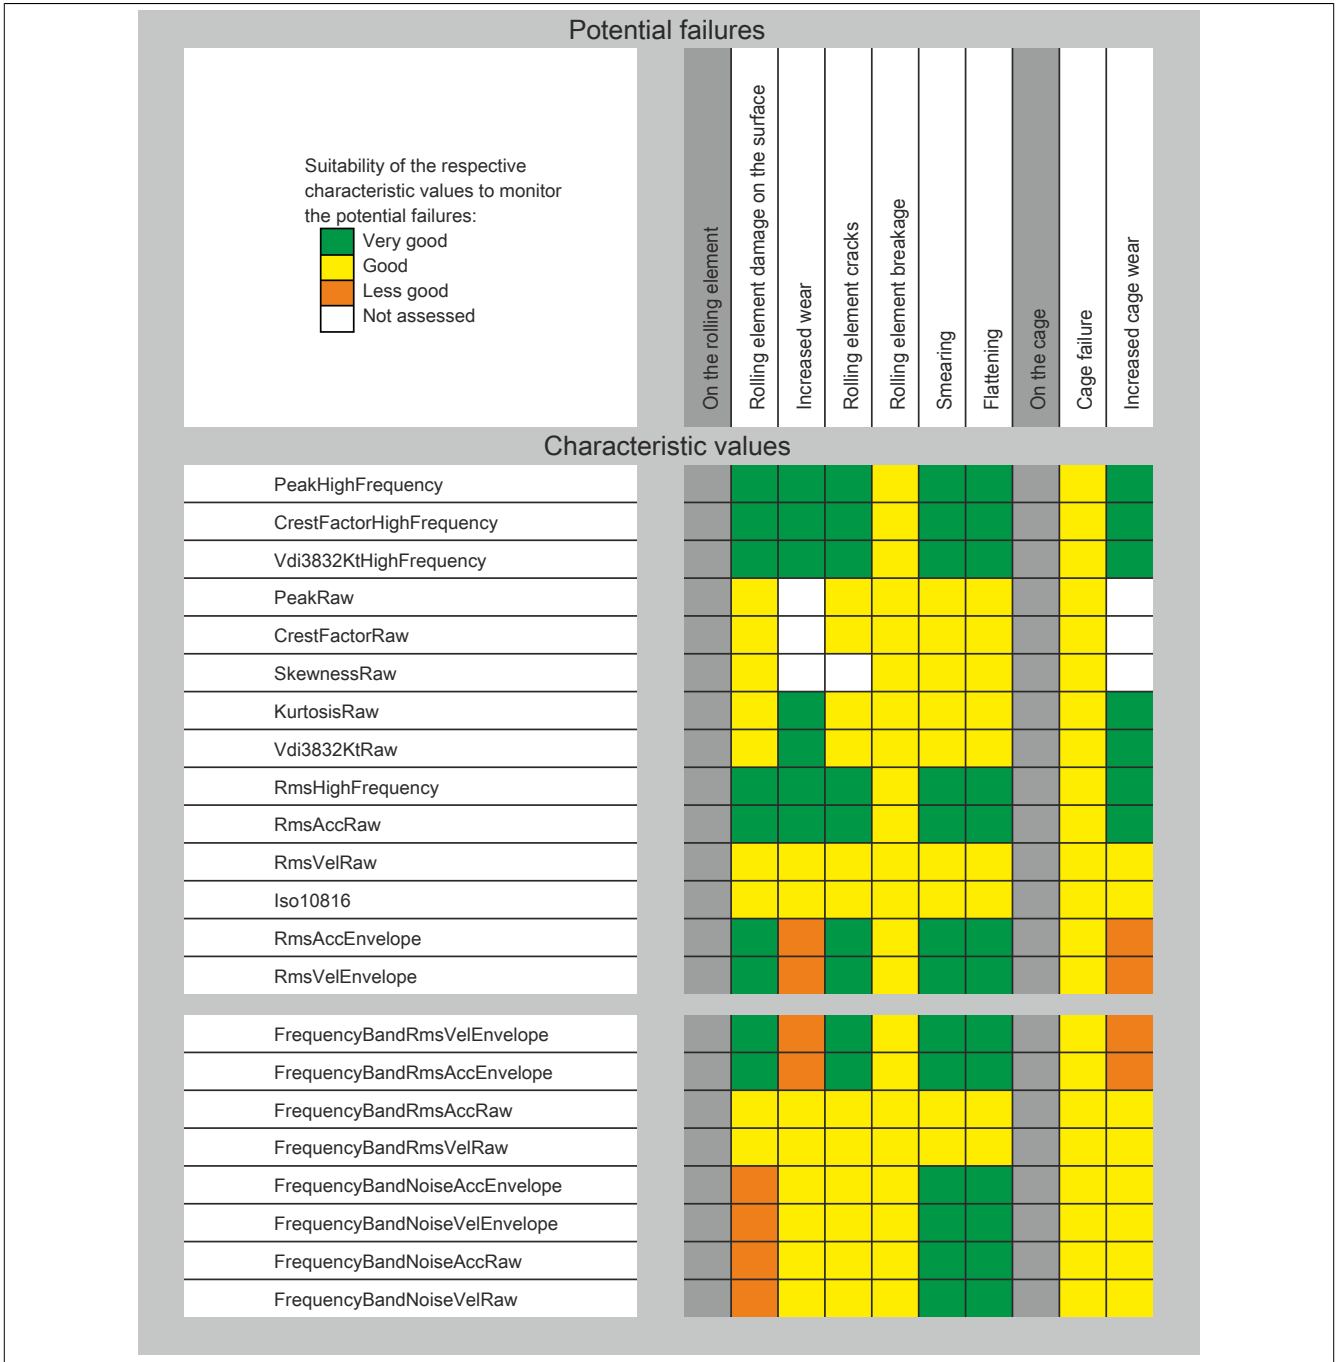 Potential failures
Suitability of the respective
characteristic values to monitor
the potential failures:
Very good
Good
Less good
Not assessed
On the rolling element
Rolling element damage on the surface
Increased wear
Rolling element cracks
Rolling element breakage
Smearing
Flattening
On the cage
Cage failure
Increased cage wear
Characteristic values
PeakHighFrequency
CrestFactorHighFrequency
Vdi3832KtHighFrequency
PeakRaw
CrestFactorRaw
SkewnessRaw
KurtosisRaw
Vdi3832KtRaw
RmsHighFrequency
RmsAccRaw
RmsVelRaw
Iso10816
RmsAccEnvelope
RmsVelEnvelope
FrequencyBandRmsVelEnvelope
FrequencyBandRmsAccEnvelope
FrequencyBandRmsAccRaw
FrequencyBandRmsVelRaw
FrequencyBandNoiseAccEnvelope
FrequencyBandNoiseVelEnvelope
FrequencyBandNoiseAccRaw
FrequencyBandNoiseVelRaw